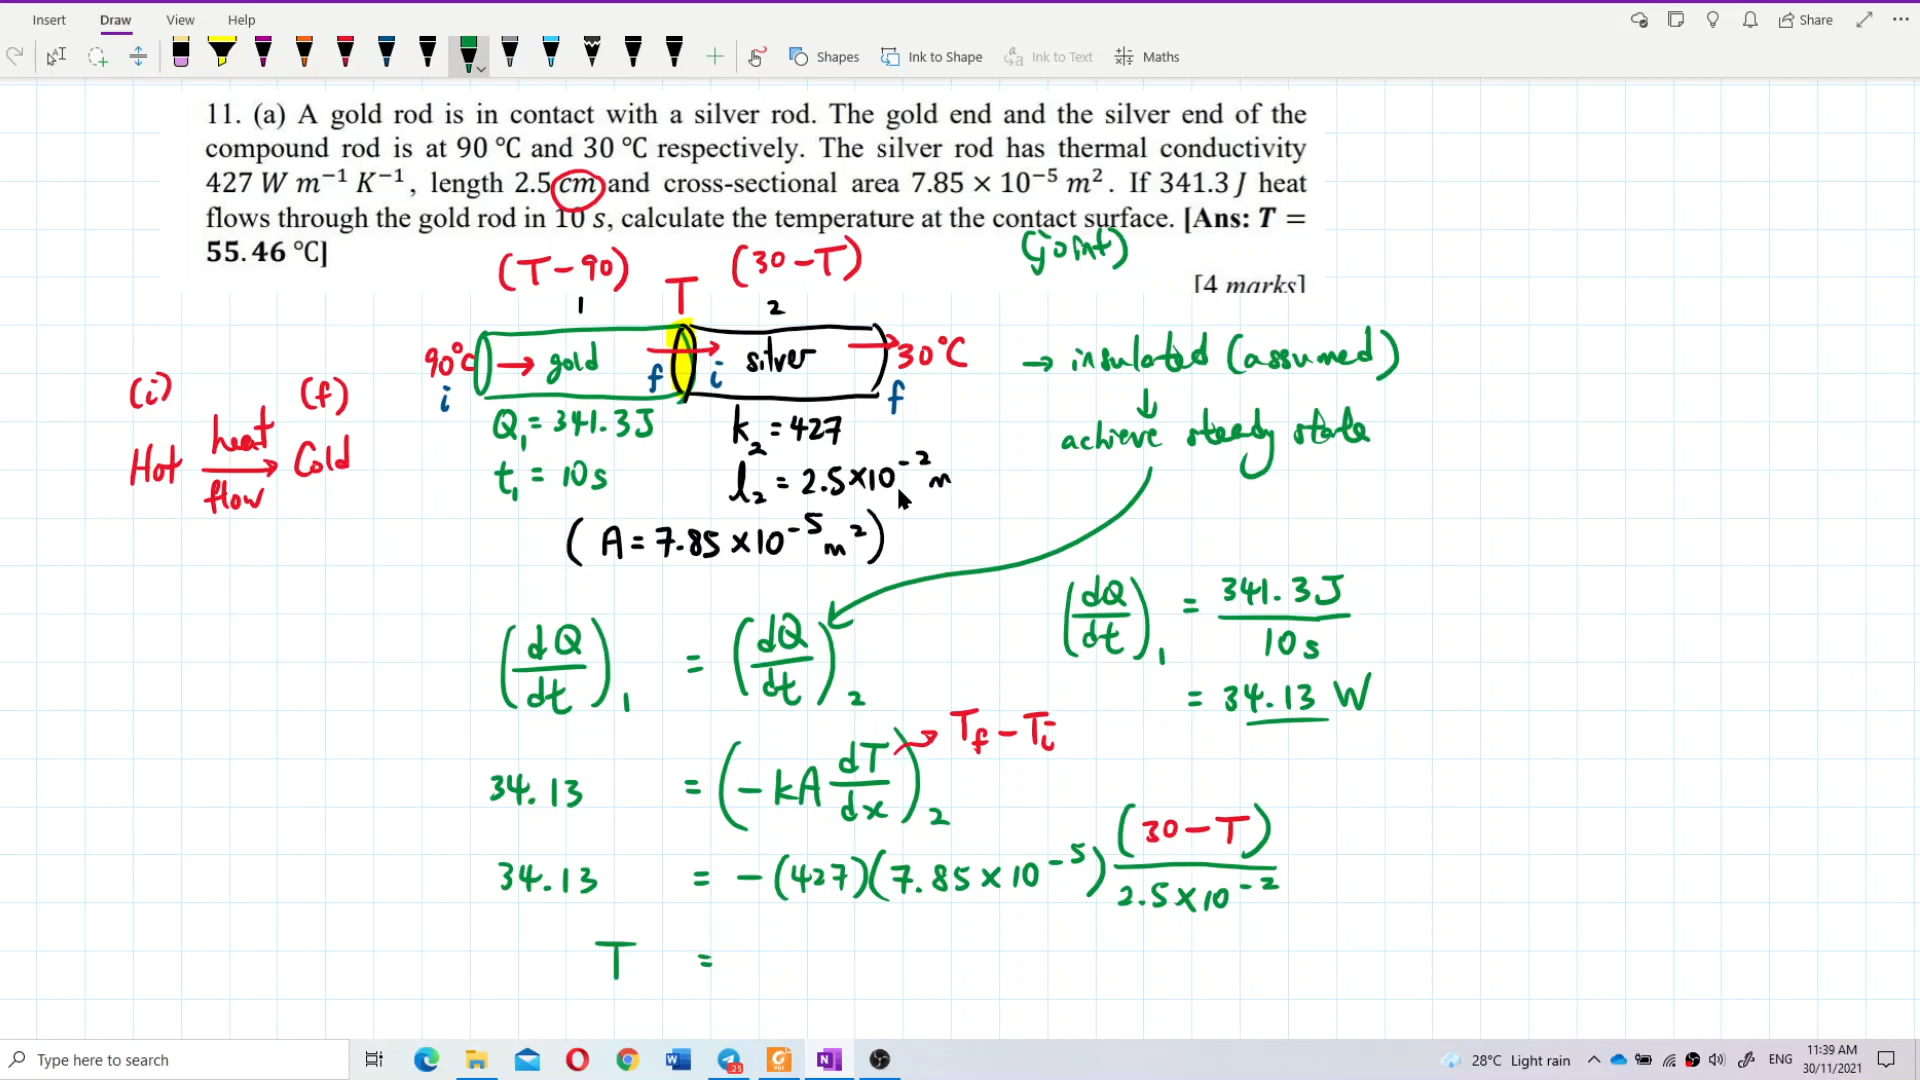 Insert Draw View Help Share
Shapes Ink to Shape Ink to Text Maths
11. (a) A gold rod is in contact with a silver rod. The gold end and the silver end of the
compound rod is at 90 °C and 30 °C respectively. The silver rod has thermal conductivity
427 W m⁻¹ K⁻¹, length 2.5 cm and cross-sectional area 7.85 × 10⁻⁵ m². If 341.3 J heat
flows through the gold rod in 10 s, calculate the temperature at the contact surface. [Ans: T =
55.46 °C]
(joint)
[4 marks]
(T - 90) T (30 - T)
1 2
90°C → gold f i silver 30°C
i f
→ insulated (assumed)
↓
achieve steady state
(i) (f)
Hot heat flow → Cold
Q₁ = 341.3J k₂ = 427
t₁ = 10s l₂ = 2.5×10⁻² m
(A = 7.85 × 10⁻⁵ m²)
(dQ/dt)₁ = (dQ/dt)₂
(dQ/dt)₁ = 341.3J / 10s
= 34.13 W
34.13 = (-kA dT/dx)₂ → Tf - Ti
34.13 = -(427)(7.85 × 10⁻⁵) (30 - T) / 2.5 × 10⁻²
T =
Type here to search
25
28°C Light rain ENG 11:39 AM
30/11/2021